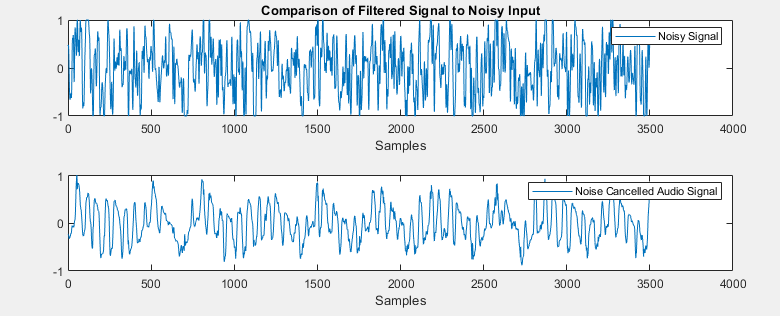 Comparison of Filtered Signal to Noisy Input
1
0
-1
Noisy Signal
0 500 1000 1500 2000 2500 3000 3500 4000
Samples
1
0
-1
Noise Cancelled Audio Signal
0 500 1000 1500 2000 2500 3000 3500 4000
Samples